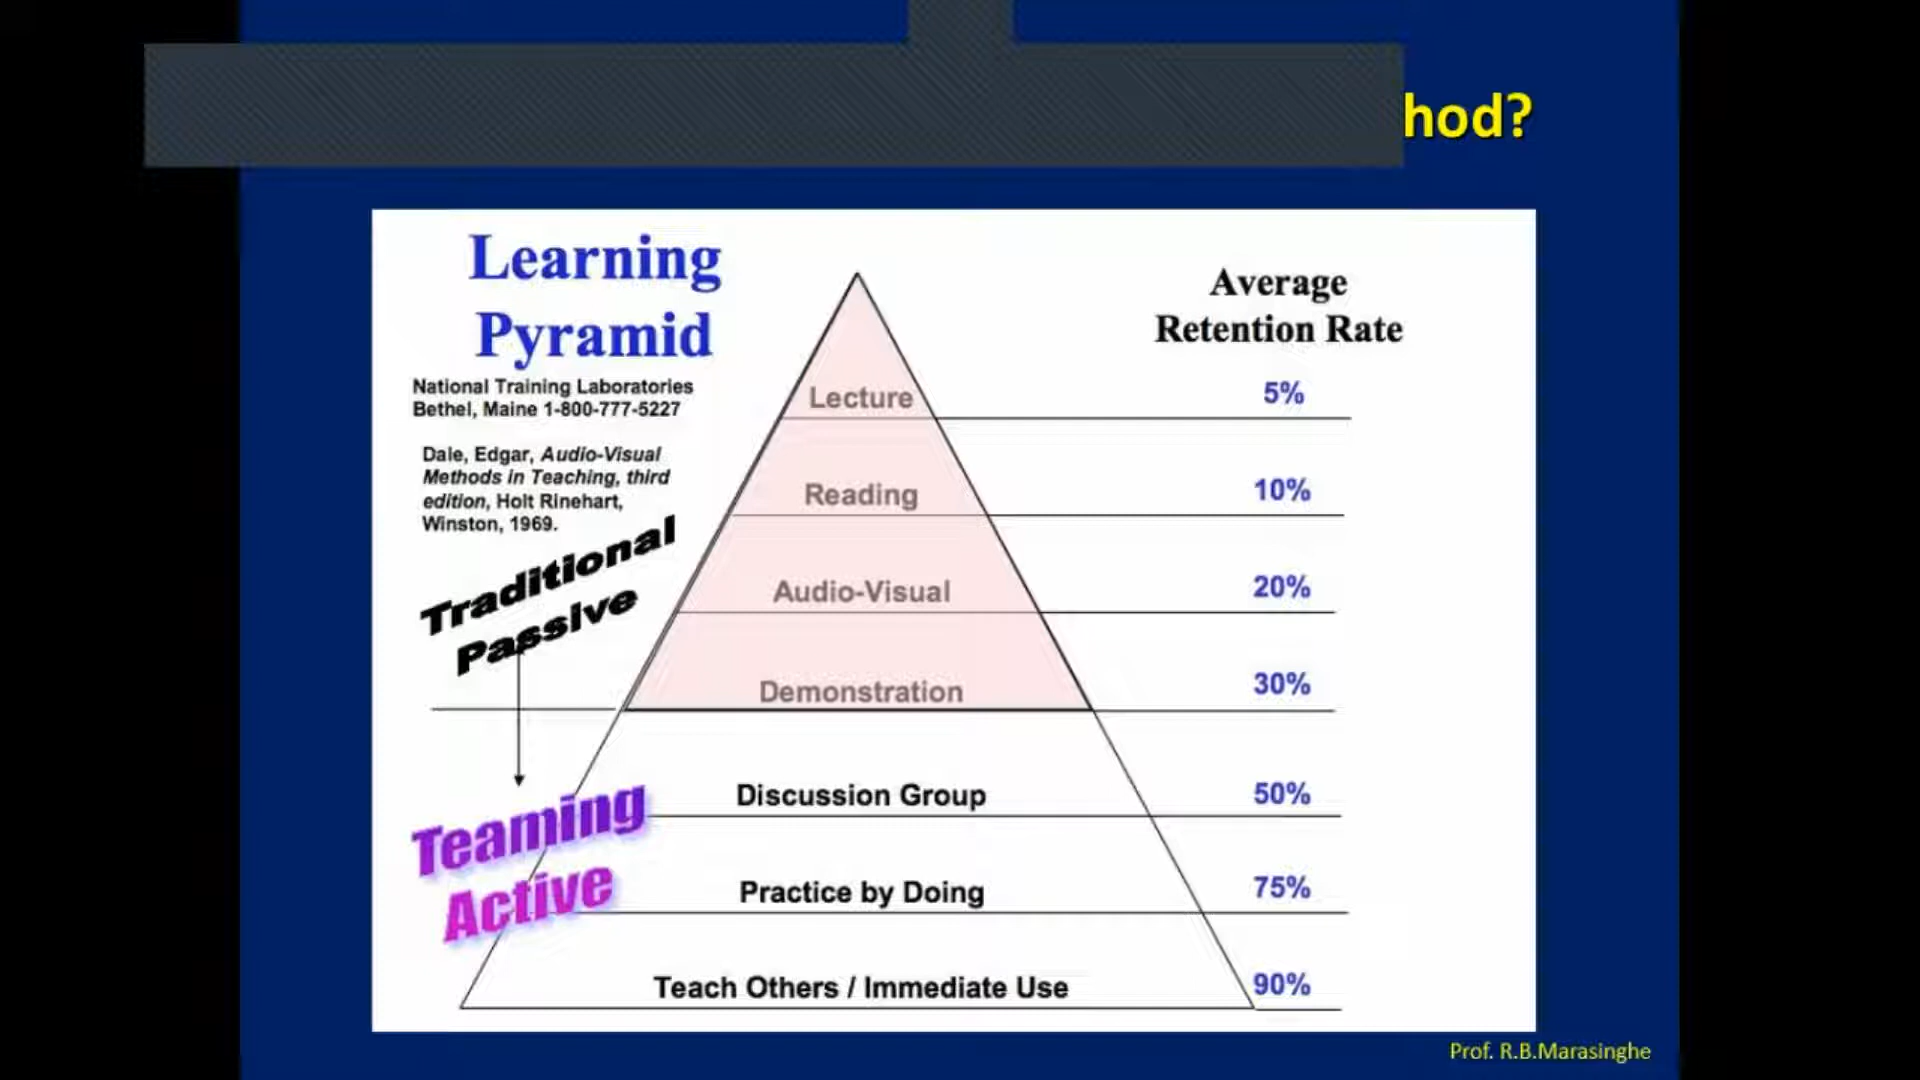 hod?
Learning
Pyramid
National Training Laboratories
Bethel, Maine 1-800-777-5227
Dale, Edgar, Audio-Visual
Methods in Teaching, third
edition, Holt Rinehart,
Winston, 1969.
Traditional
Passive
Teaming
Active
Average
Retention Rate
Lecture 5%
Reading 10%
Audio-Visual 20%
Demonstration 30%
Discussion Group 50%
Practice by Doing 75%
Teach Others / Immediate Use 90%
Prof. R.B.Marasinghe